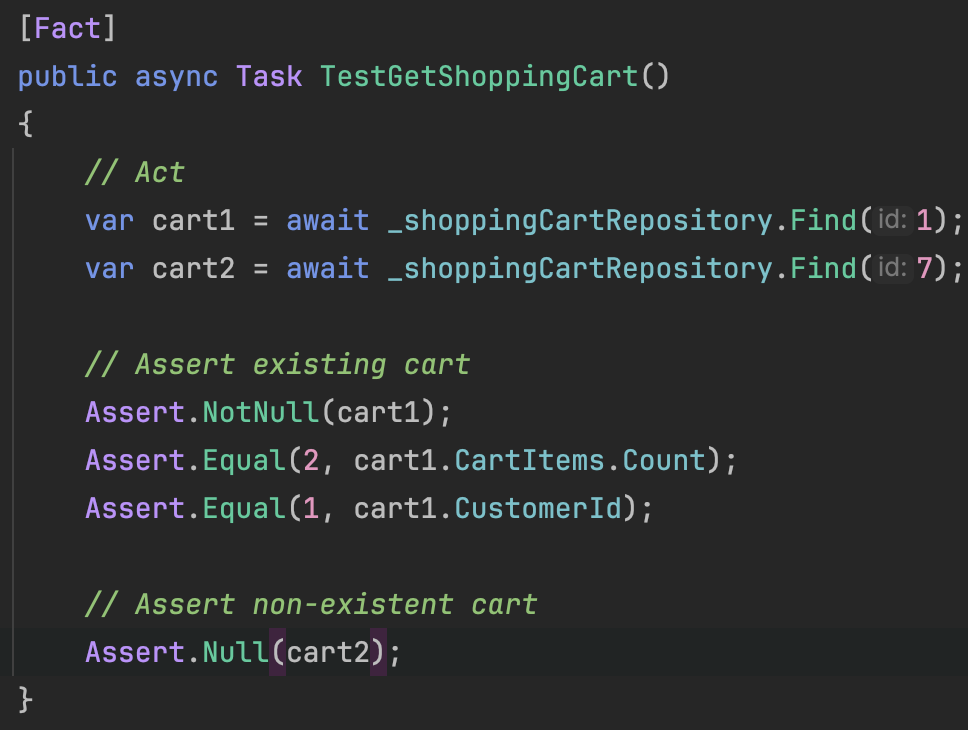 [Fact]
public async Task TestGetShoppingCart()
{
    // Act
    var cart1 = await _shoppingCartRepository.Find(id:1);
    var cart2 = await _shoppingCartRepository.Find(id:7);

    // Assert existing cart
    Assert.NotNull(cart1);
    Assert.Equal(2, cart1.CartItems.Count);
    Assert.Equal(1, cart1.CustomerId);

    // Assert non-existent cart
    Assert.Null(cart2);
}